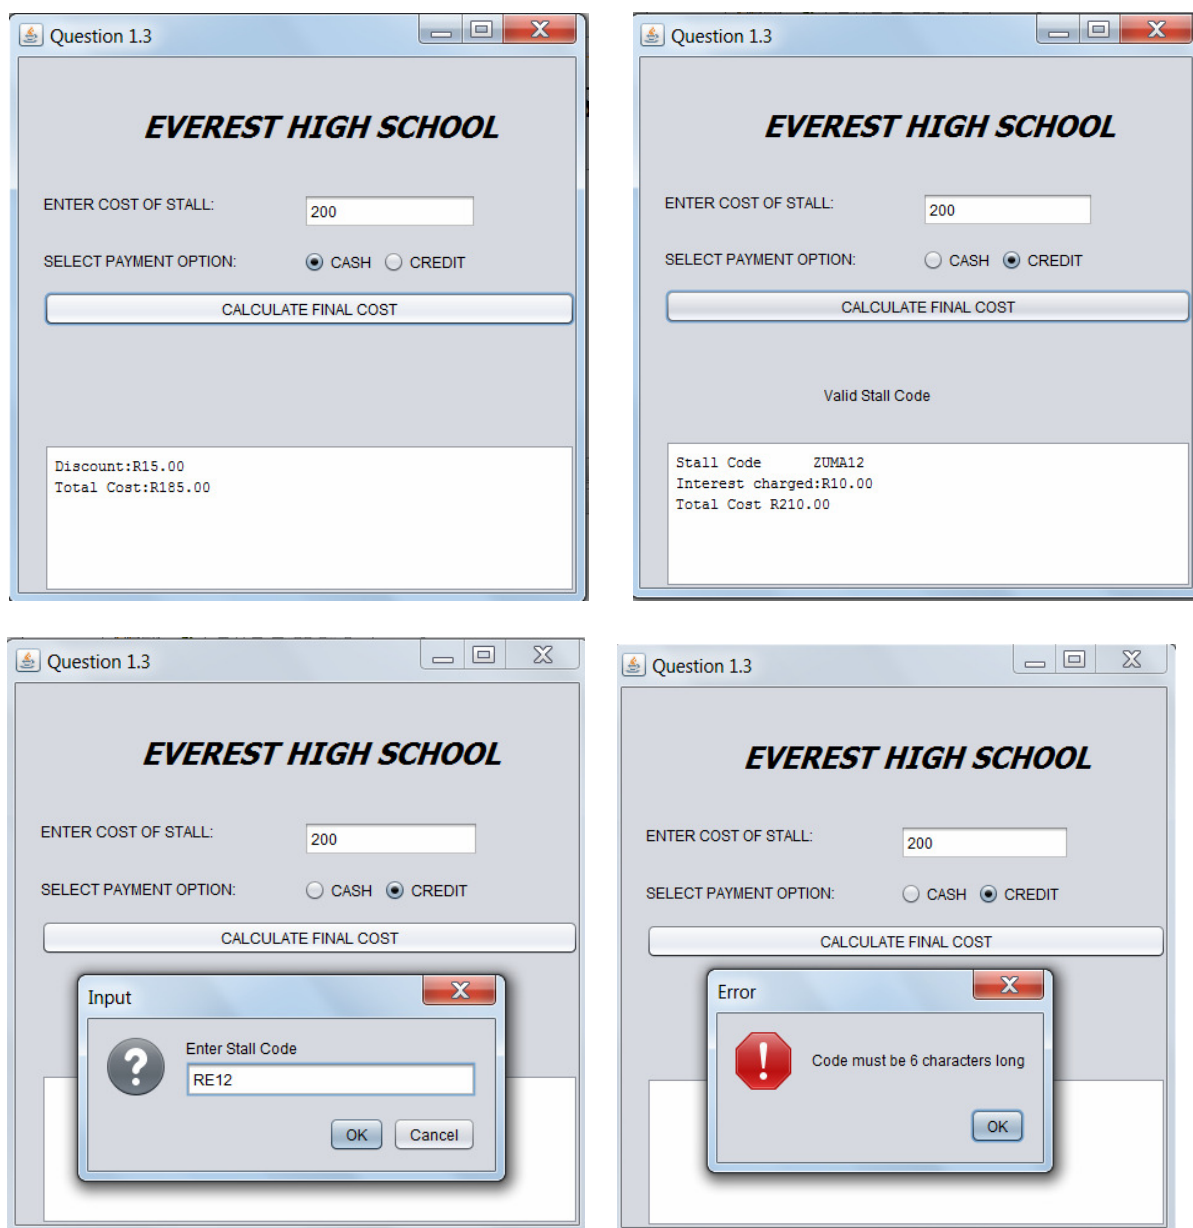 Question 1.3
EVEREST HIGH SCHOOL
ENTER COST OF STALL:
200
SELECT PAYMENT OPTION:
CASH
CREDIT
CALCULATE FINAL COST
Discount:R15.00
Total Cost:R185.00
Question 1.3
EVEREST HIGH SCHOOL
ENTER COST OF STALL:
200
SELECT PAYMENT OPTION:
CASH
CREDIT
CALCULATE FINAL COST
Valid Stall Code
Stall Code ZUMA12
Interest charged:R10.00
Total Cost R210.00
Question 1.3
EVEREST HIGH SCHOOL
ENTER COST OF STALL:
200
SELECT PAYMENT OPTION:
CASH
CREDIT
CALCULATE FINAL COST
Input
Enter Stall Code
RE12
OK
Cancel
Question 1.3
EVEREST HIGH SCHOOL
ENTER COST OF STALL:
200
SELECT PAYMENT OPTION:
CASH
CREDIT
CALCULATE FINAL COST
Error
Code must be 6 characters long
OK